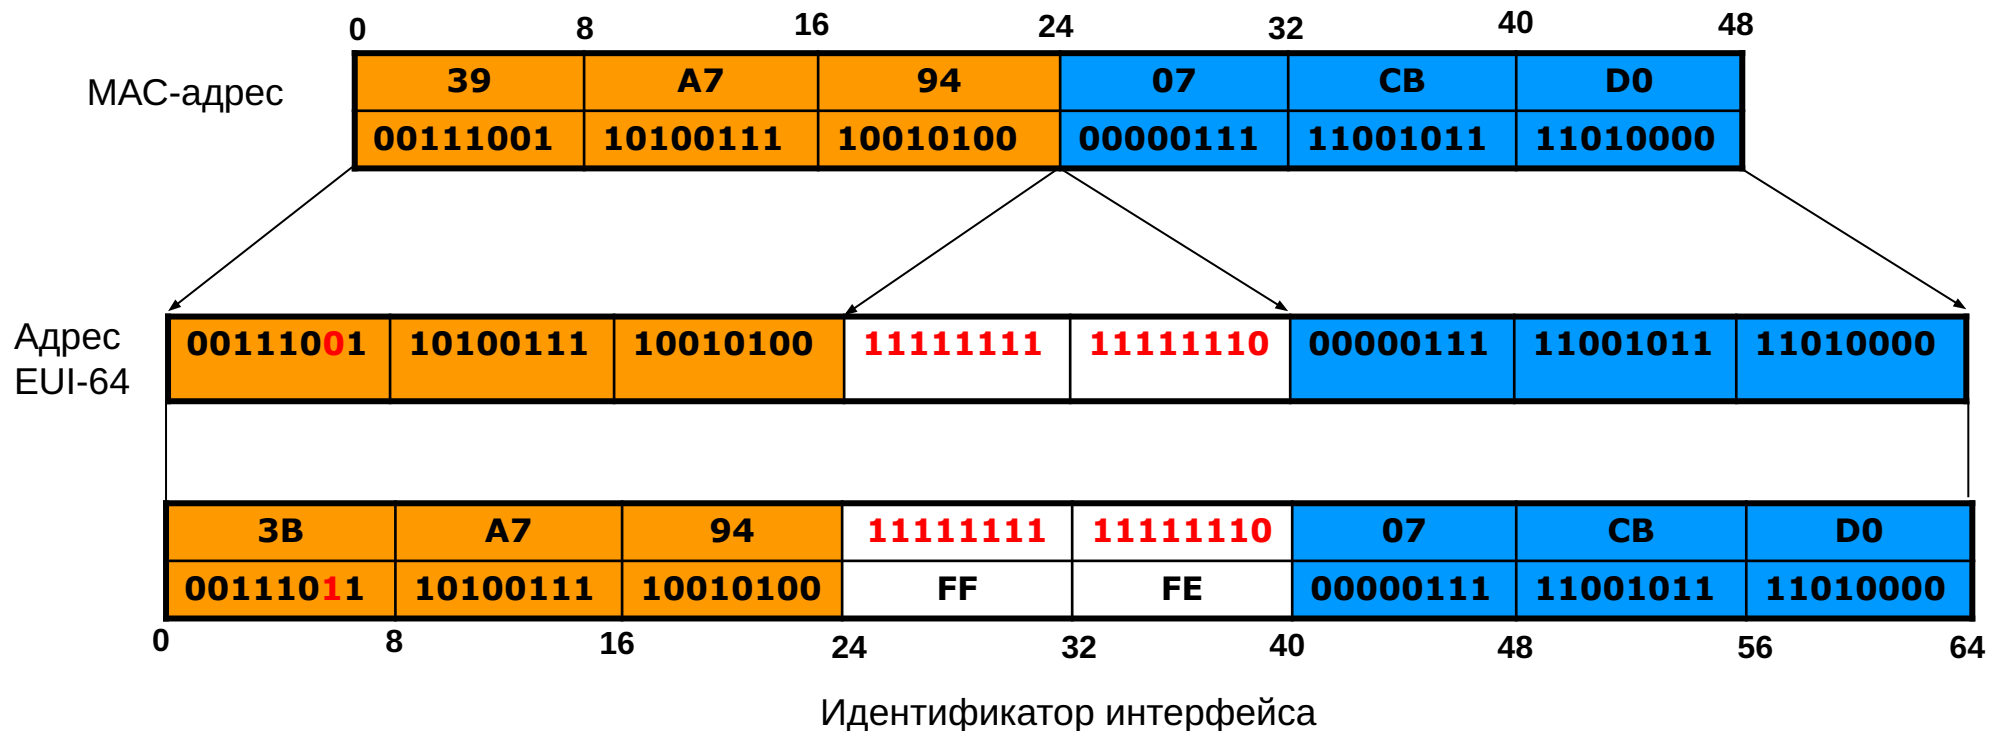 0 8 16 24 32 40 48
МАС-адрес
39 A7 94 07 CB D0
00111001 10100111 10010100 00000111 11001011 11010000
Адрес
EUI-64
00111001 10100111 10010100 11111111 11111110 00000111 11001011 11010000
3B A7 94 11111111 11111110 07 CB D0
00111011 10100111 10010100 FF FE 00000111 11001011 11010000
0 8 16 24 32 40 48 56 64
Идентификатор интерфейса